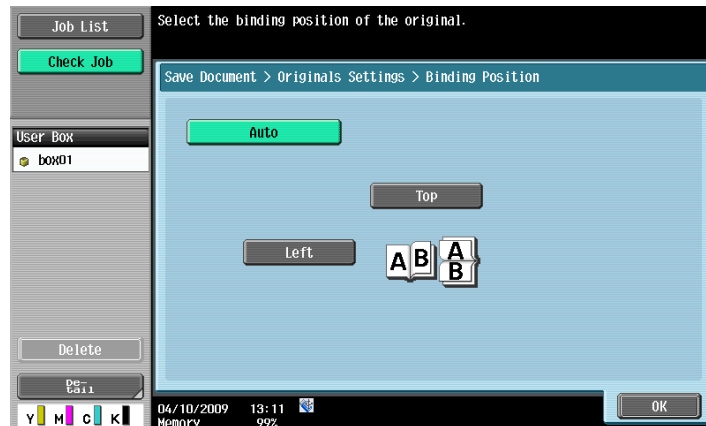 Job List
Select the binding position of the original.
Check Job
Save Document > Originals Settings > Binding Position
User Box
box01
Auto
Top
Left
A B
A
B
Delete
De-
tail
Y M C K
04/10/2009 13:11
Memory 99%
OK